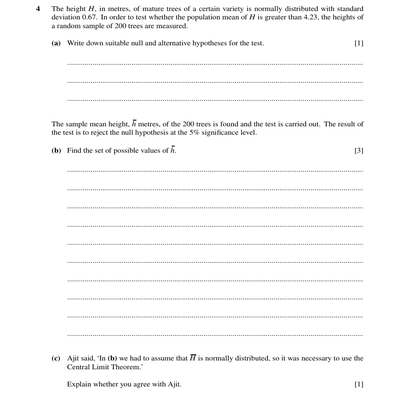 4 The height H, in metres, of mature trees of a certain variety is normally distributed with standard
deviation 0.67. In order to test whether the population mean of H is greater than 4.23, the heights of
a random sample of 200 trees are measured.
(a) Write down suitable null and alternative hypotheses for the test. [1]
The sample mean height, h̅ metres, of the 200 trees is found and the test is carried out. The result of
the test is to reject the null hypothesis at the 5% significance level.
(b) Find the set of possible values of h̅. [3]
(c) Ajit said, 'In (b) we had to assume that H̅ is normally distributed, so it was necessary to use the
Central Limit Theorem.'
Explain whether you agree with Ajit. [1]